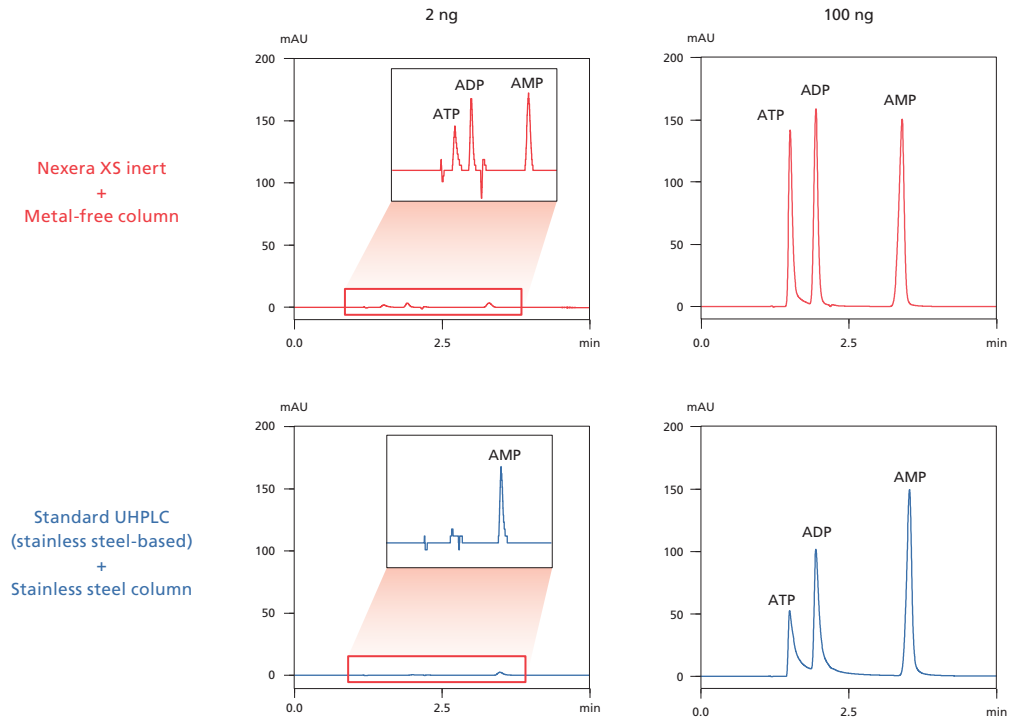 2 ng
100 ng
Nexera XS inert
+
Metal-free column
mAU
200
150
100
50
0
0.0
2.5
min
ATP
ADP
AMP
mAU
200
150
100
50
0
0.0
2.5
min
ATP
ADP
AMP
Standard UHPLC
(stainless steel-based)
+
Stainless steel column
mAU
200
150
100
50
0
0.0
2.5
min
AMP
mAU
200
150
100
50
0
0.0
2.5
min
ATP
ADP
AMP